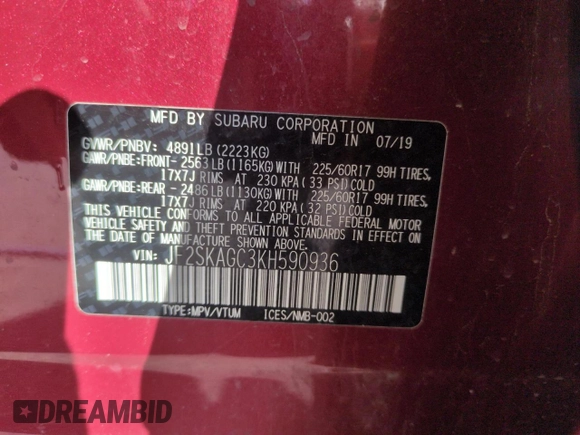 MFD BY SUBARU CORPORATION MFD IN 07/19
GVWR/PNBV: 4891LB(2223KG)
GAWR/PNBE:FRONT- 2563LB(1165KG)WITH 225/60R17 99H TIRES,
17X7J RIMS AT 230 KPA(33 PSI)COLD
GAWR/PNBE:REAR - 2486LB(1130KG)WITH 225/60R17 99H TIRES,
17X7J RIMS AT 220 KPA(32 PSI)COLD
THIS VEHICLE CONFORMS TO ALL APPLICABLE FEDERAL MOTOR
VEHICLE SAFETY AND THEFT PREVENTION STANDARDS IN EFFECT
ON THE DATE OF MANUFACTURE SHOWN ABOVE.
VIN: JF2SKAGC3KH590936
TYPE:MPV/VTUM ICES/NMB-002
DREAMBID